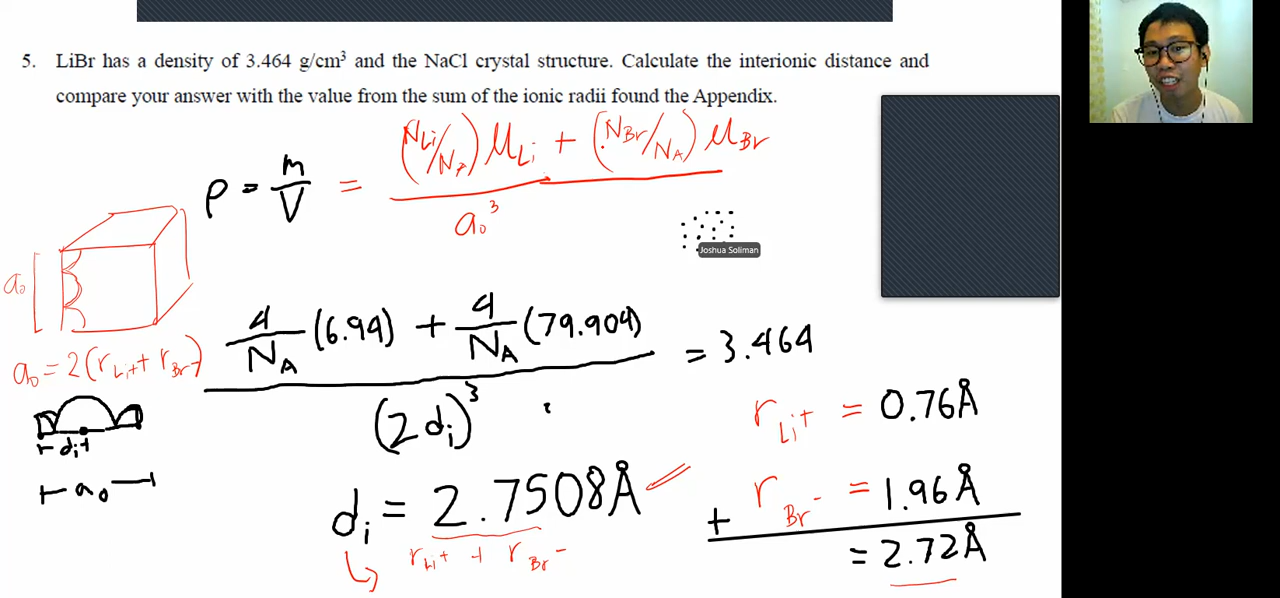 5. LiBr has a density of 3.464 g/cm³ and the NaCl crystal structure. Calculate the interionic distance and
compare your answer with the value from the sum of the ionic radii found the Appendix.
ρ = m/V = ((N_Li/N_A) M_Li + (N_Br/N_A) M_Br) / a₀³
Joshua Soliman
a₀
a₀ = 2(r_Li+ + r_Br-)
(4/N_A (6.94) + 4/N_A (79.904)) / (2dᵢ)³ = 3.464
dᵢ
a₀
r_Li+ = 0.76Å
dᵢ = 2.7508Å
r_Li+ + r_Br-
+ r_Br- = 1.96Å
= 2.72Å